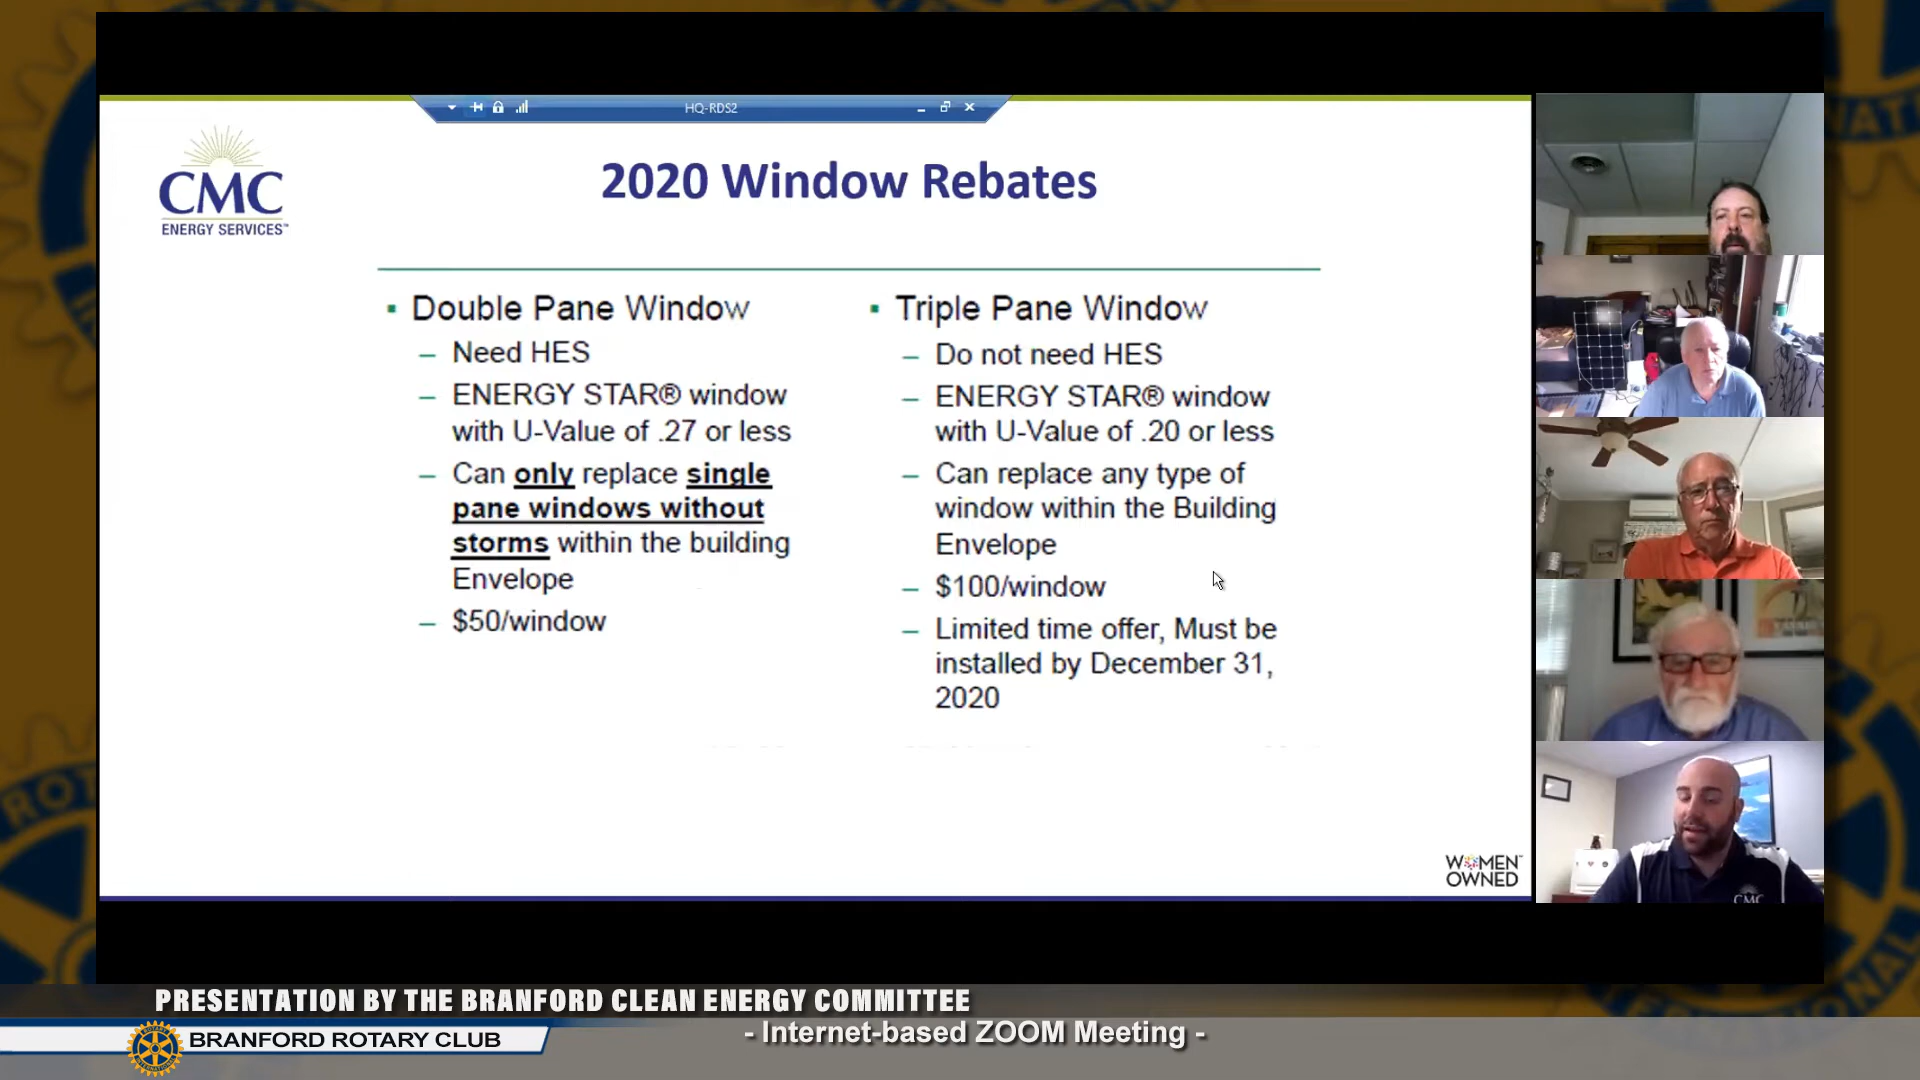 HQ-RDS2
CMC
ENERGY SERVICES™
2020 Window Rebates
▪ Double Pane Window
– Need HES
– ENERGY STAR® window
with U-Value of .27 or less
– Can only replace single
pane windows without
storms within the building
Envelope
– $50/window
▪ Triple Pane Window
– Do not need HES
– ENERGY STAR® window
with U-Value of .20 or less
– Can replace any type of
window within the Building
Envelope
– $100/window
– Limited time offer, Must be
installed by December 31,
2020
WOMEN™
OWNED
CMC
PRESENTATION BY THE BRANFORD CLEAN ENERGY COMMITTEE
- Internet-based ZOOM Meeting -
BRANFORD ROTARY CLUB